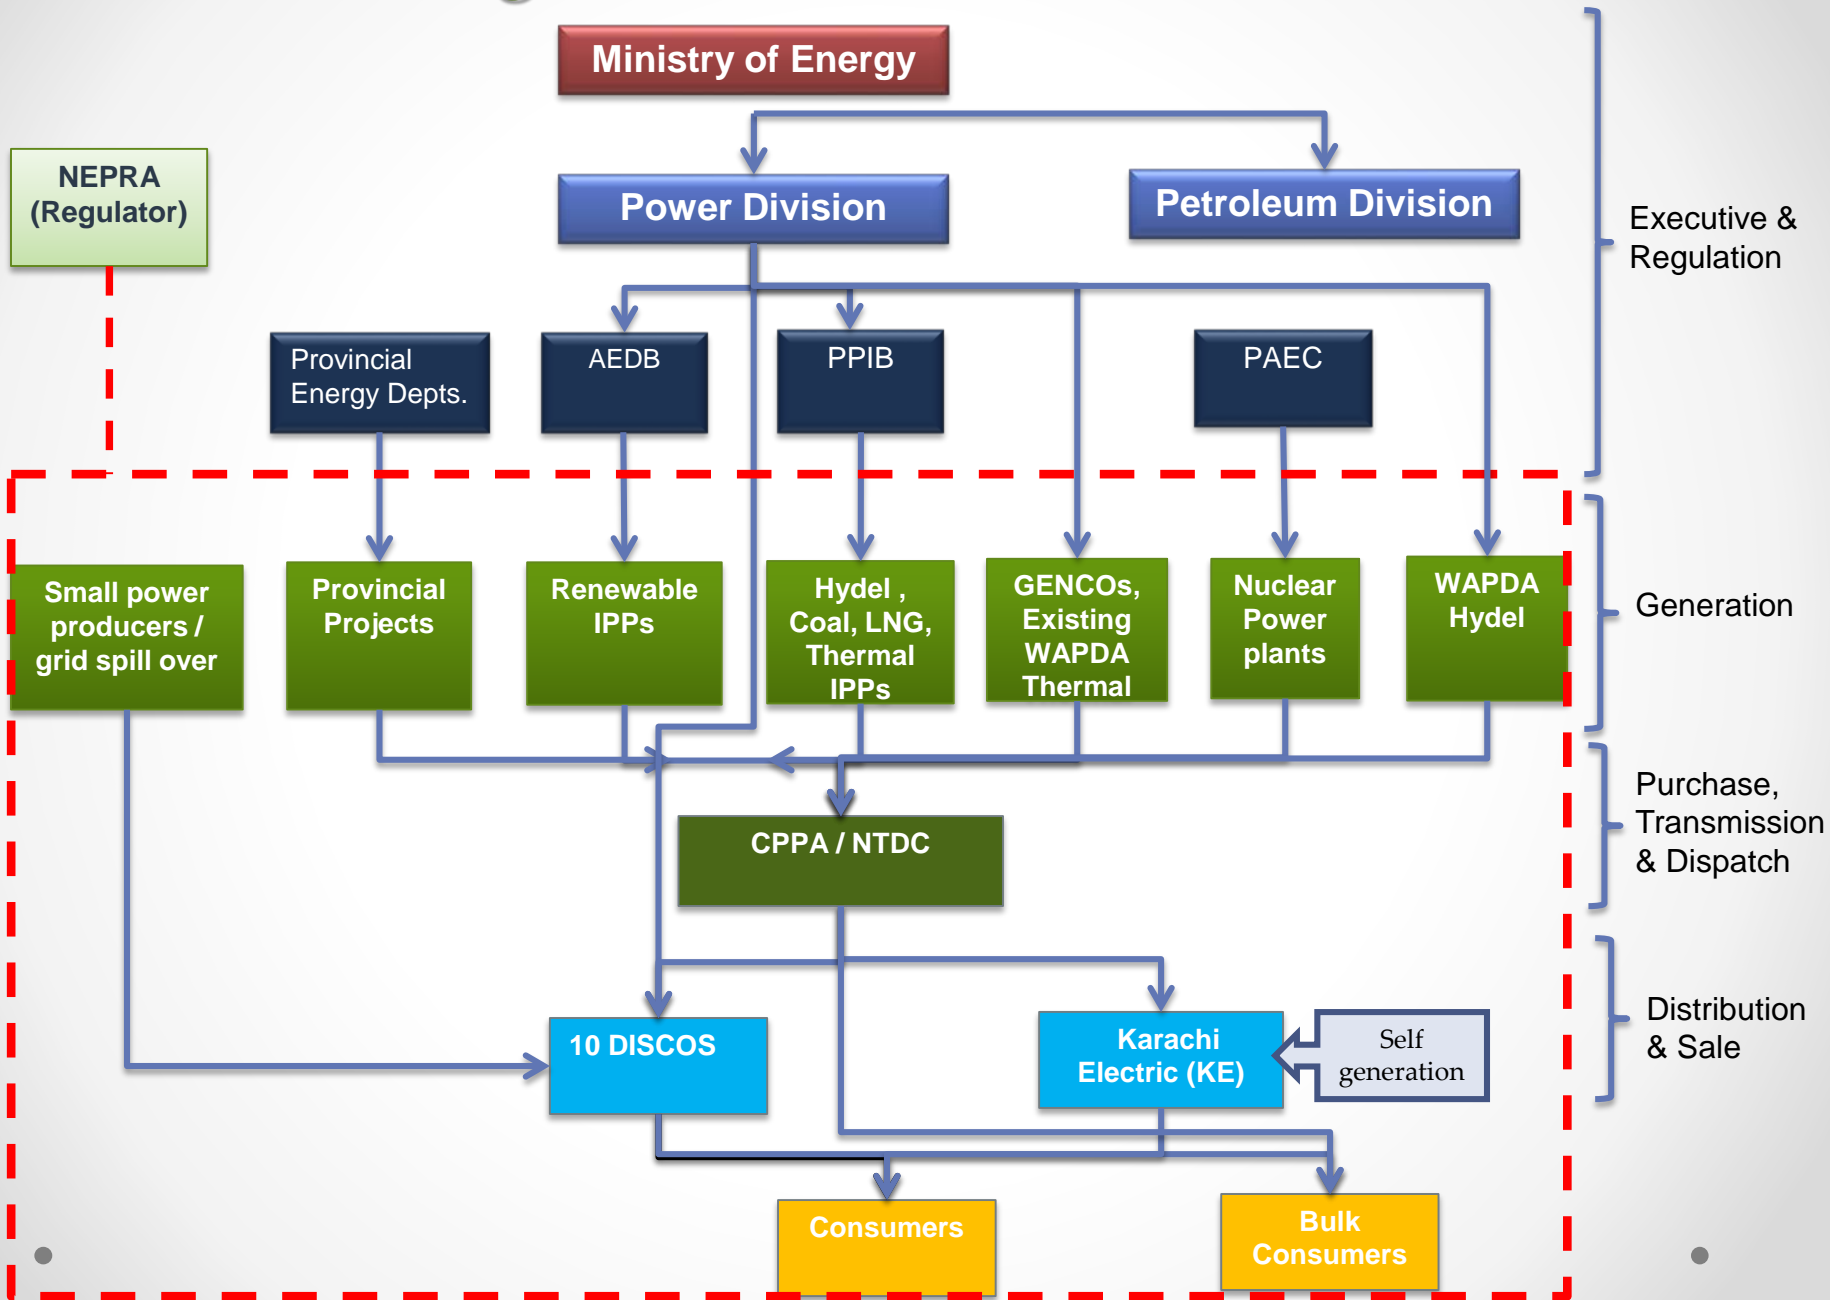 Ministry of Energy
NEPRA
(Regulator)
Power Division
Petroleum Division
Executive &
Regulation
Provincial
Energy Depts.
AEDB
PPIB
PAEC
Small power
producers /
grid spill over
Provincial
Projects
Renewable
IPPs
Hydel ,
Coal, LNG,
Thermal
IPPs
GENCOs,
Existing
WAPDA
Thermal
Nuclear
Power
plants
WAPDA
Hydel
Generation
CPPA / NTDC
Purchase,
Transmission
& Dispatch
10 DISCOS
Karachi
Electric (KE)
Self
generation
Distribution
& Sale
Consumers
Bulk
Consumers